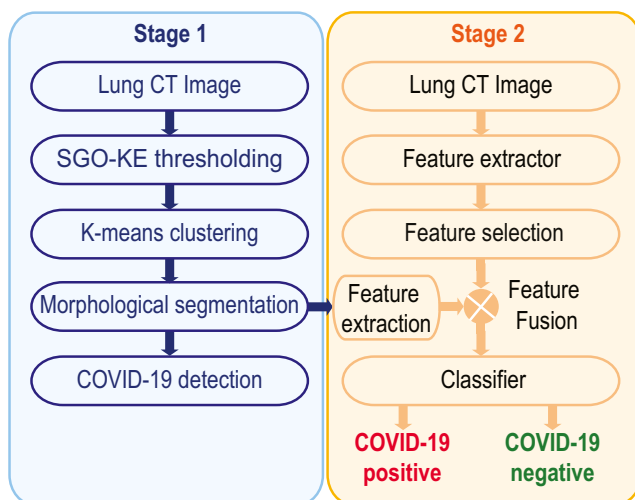 Stage 1
Lung CT Image
SGO-KE thresholding
K-means clustering
Morphological segmentation
COVID-19 detection
Stage 2
Lung CT Image
Feature extractor
Feature selection
Feature
extraction
Feature
Fusion
Classifier
COVID-19
positive
COVID-19
negative